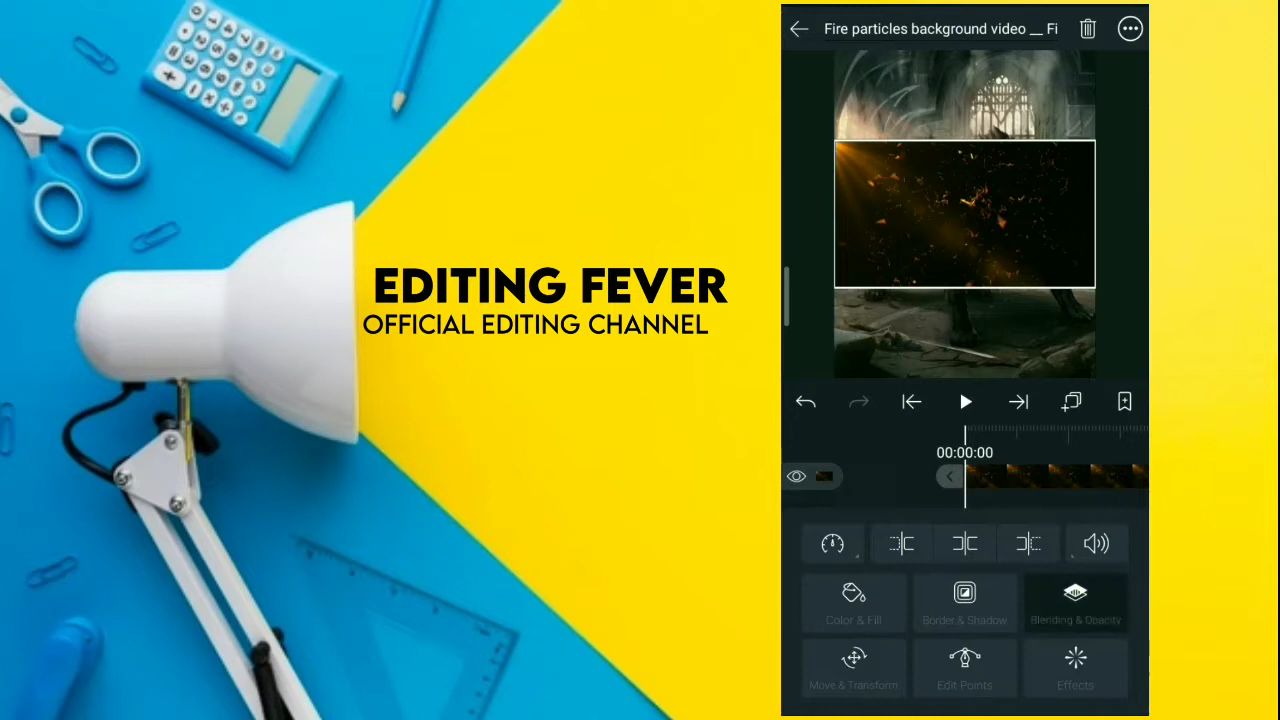 EDITING FEVER
OFFICIAL EDITING CHANNEL
Fire particles background video __ Fi
00:00:00
Color & Fill
Border & Shadow
Blending & Opacity
Move & Transform
Edit Points
Effects